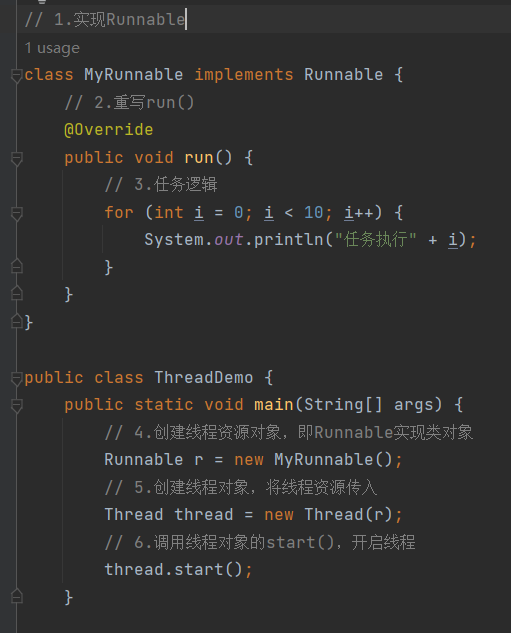 // 1.实现Runnable
1 usage
class MyRunnable implements Runnable {
    // 2.重写run()
    @Override
    public void run() {
        // 3.任务逻辑
        for (int i = 0; i < 10; i++) {
            System.out.println("任务执行" + i);
        }
    }
}
public class ThreadDemo {
    public static void main(String[] args) {
        // 4.创建线程资源对象，即Runnable实现类对象
        Runnable r = new MyRunnable();
        // 5.创建线程对象，将线程资源传入
        Thread thread = new Thread(r);
        // 6.调用线程对象的start()，开启线程
        thread.start();
    }